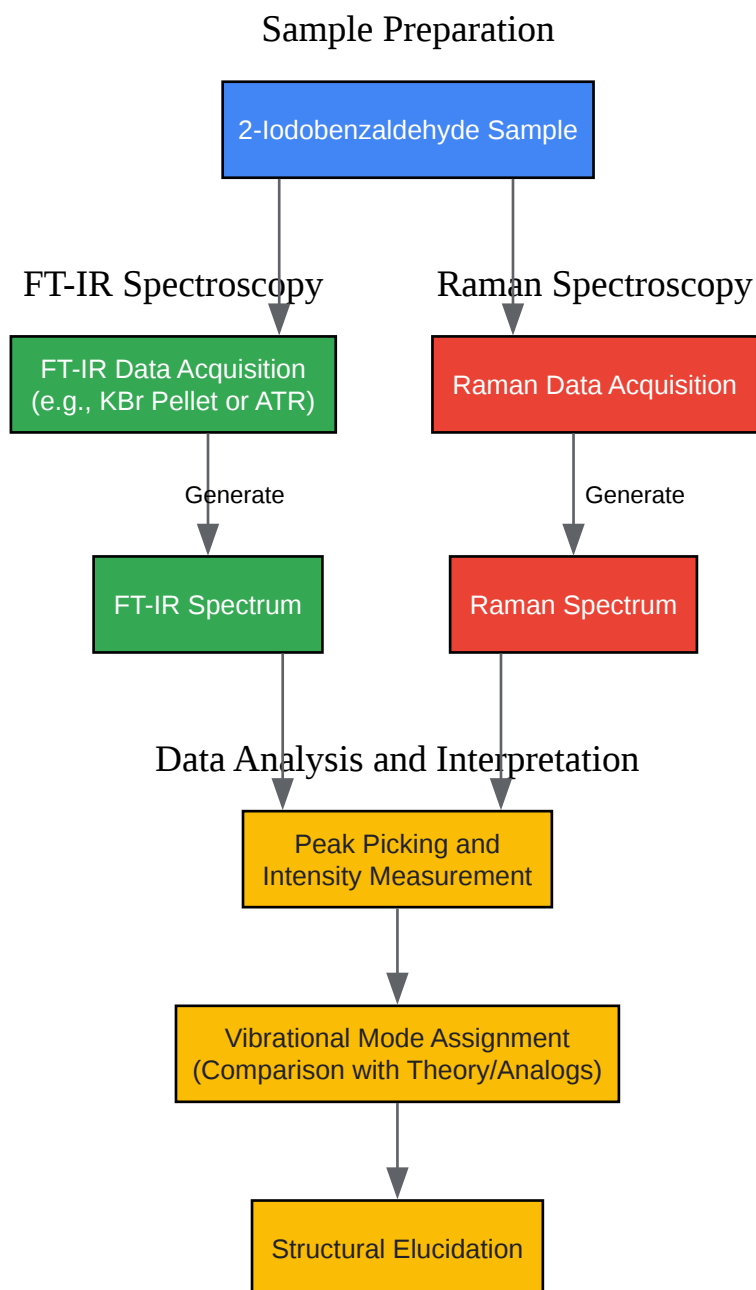 Sample Preparation
2-Iodobenzaldehyde Sample
FT-IR Spectroscopy
Raman Spectroscopy
FT-IR Data Acquisition
(e.g., KBr Pellet or ATR)
Raman Data Acquisition
Generate
Generate
FT-IR Spectrum
Raman Spectrum
Data Analysis and Interpretation
Peak Picking and
Intensity Measurement
Vibrational Mode Assignment
(Comparison with Theory/Analogs)
Structural Elucidation